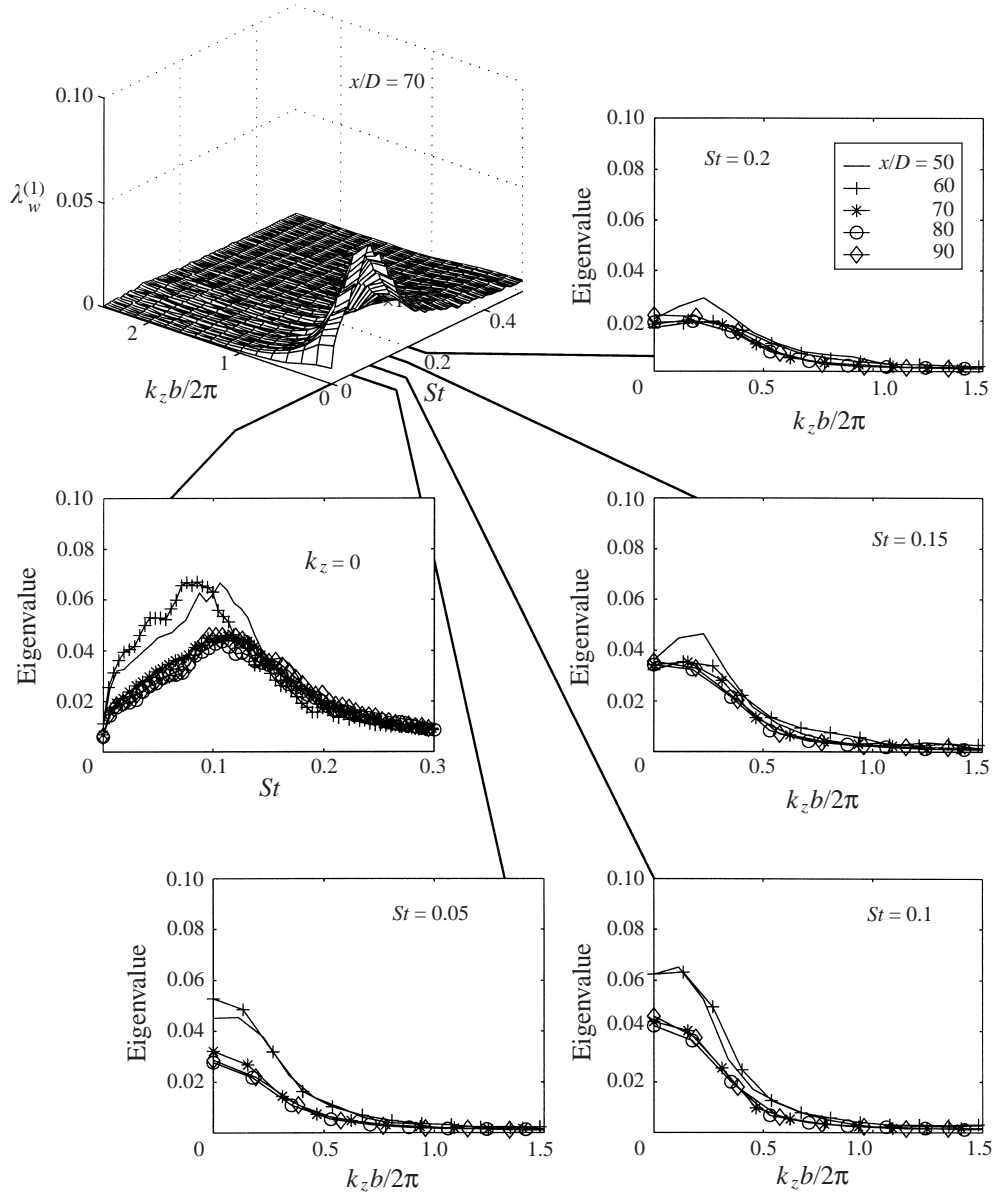 0.10
x/D = 70
λ_w^(1)
0.05
0
2
1
0
k_z b/2π
0
0.2
0.4
St
0.10
0.08
0.06
0.04
0.02
0
0.5
1.0
1.5
Eigenvalue
k_z b/2π
St = 0.2
x/D = 50
60
70
80
90
0.10
0.08
0.06
0.04
0.02
0
0.1
0.2
0.3
Eigenvalue
St
k_z = 0
0.10
0.08
0.06
0.04
0.02
0
0.5
1.0
1.5
Eigenvalue
k_z b/2π
St = 0.15
0.10
0.08
0.06
0.04
0.02
0
0.5
1.0
1.5
Eigenvalue
k_z b/2π
St = 0.05
0.10
0.08
0.06
0.04
0.02
0
0.5
1.0
1.5
Eigenvalue
k_z b/2π
St = 0.1